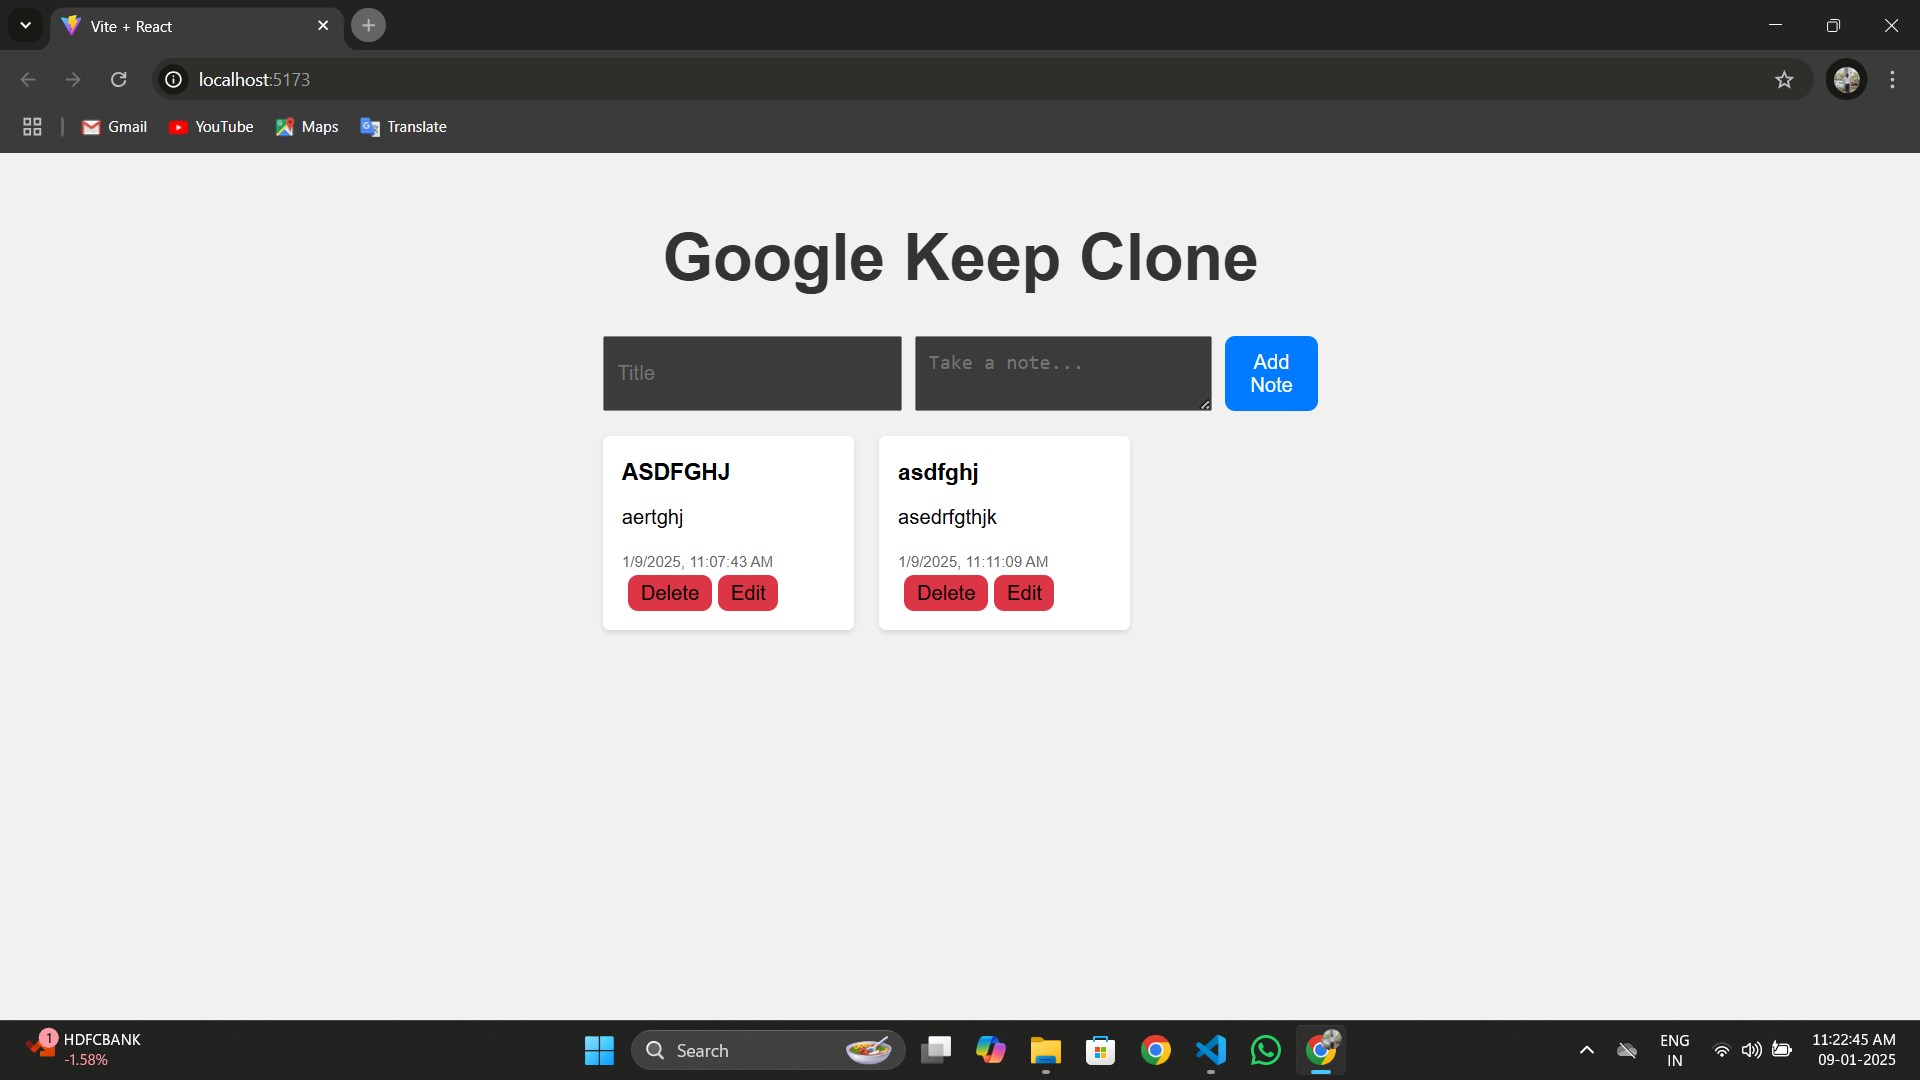 Vite + React
localhost:5173
Gmail YouTube Maps Translate
Google Keep Clone
Title
Take a note...
Add
Note
ASDFGHJ
aertghj
1/9/2025, 11:07:43 AM
Delete Edit
asdfghj
asedrfgthjk
1/9/2025, 11:11:09 AM
Delete Edit
1
HDFCBANK
-1.58%
Search
ENG
IN
11:22:45 AM
09-01-2025